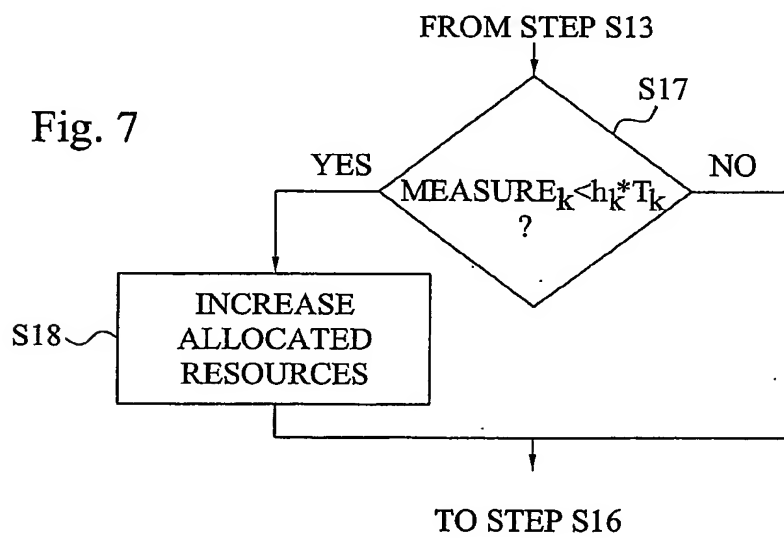 FROM STEP S13
S17
Fig. 7
YES
NO
MEASUREk<hk*Tk
?
INCREASE
ALLOCATED
RESOURCES
S18
TO STEP S16